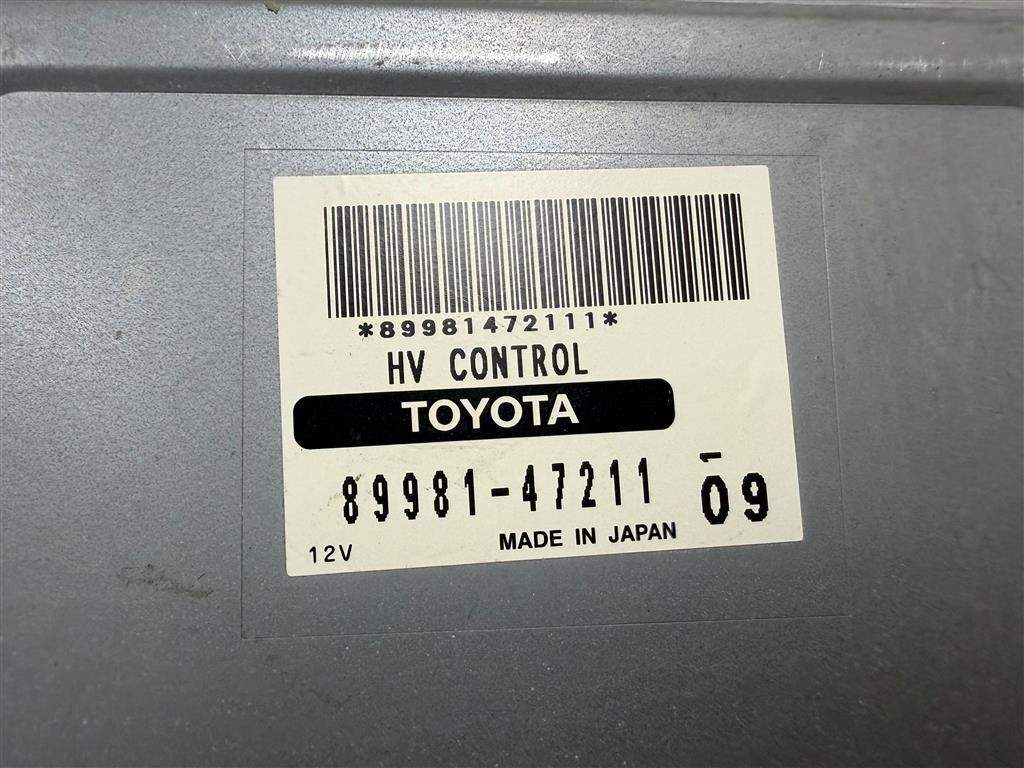 *89981472111*
HV CONTROL
TOYOTA
89981-47211 09
12V MADE IN JAPAN